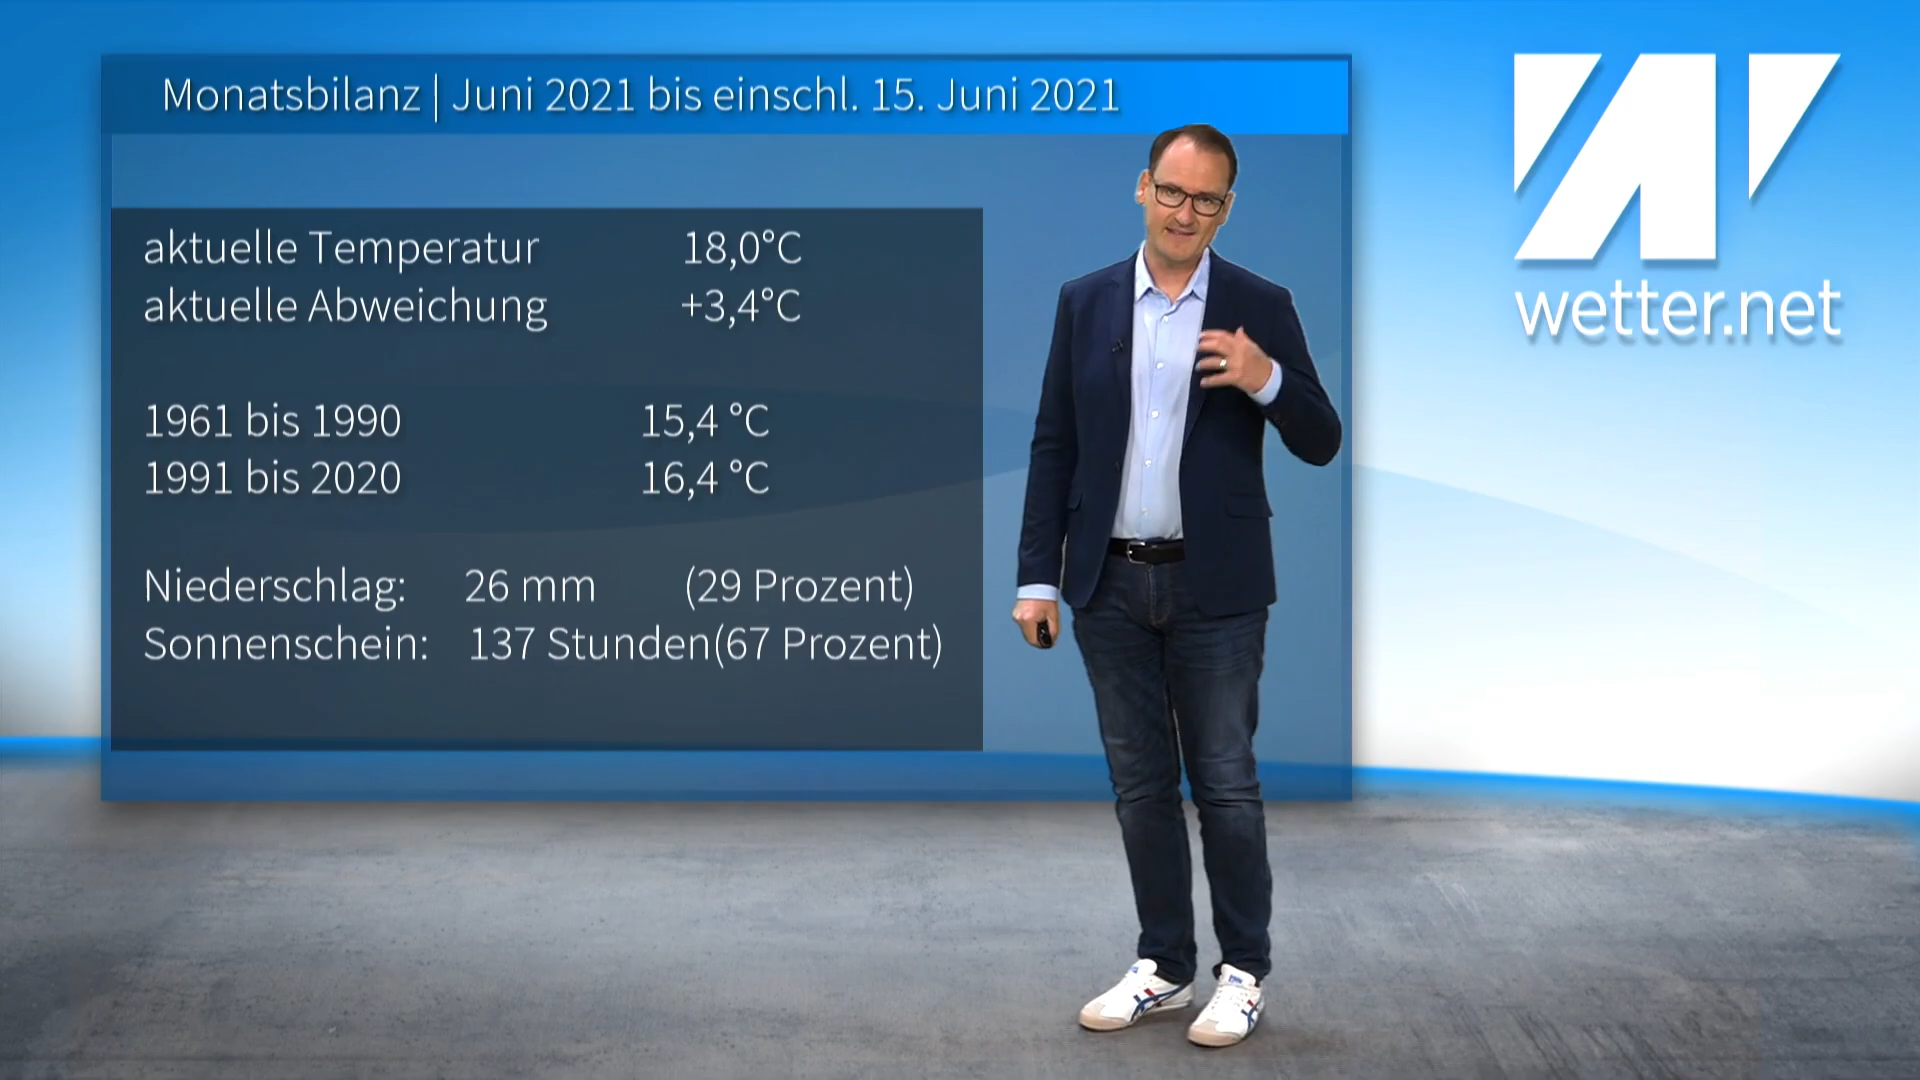 Monatsbilanz | Juni 2021 bis einschl. 15. Juni 2021
aktuelle Temperatur 18,0°C
aktuelle Abweichung +3,4°C
1961 bis 1990 15,4 °C
1991 bis 2020 16,4 °C
Niederschlag: 26 mm (29 Prozent)
Sonnenschein: 137 Stunden(67 Prozent)
wetter.net